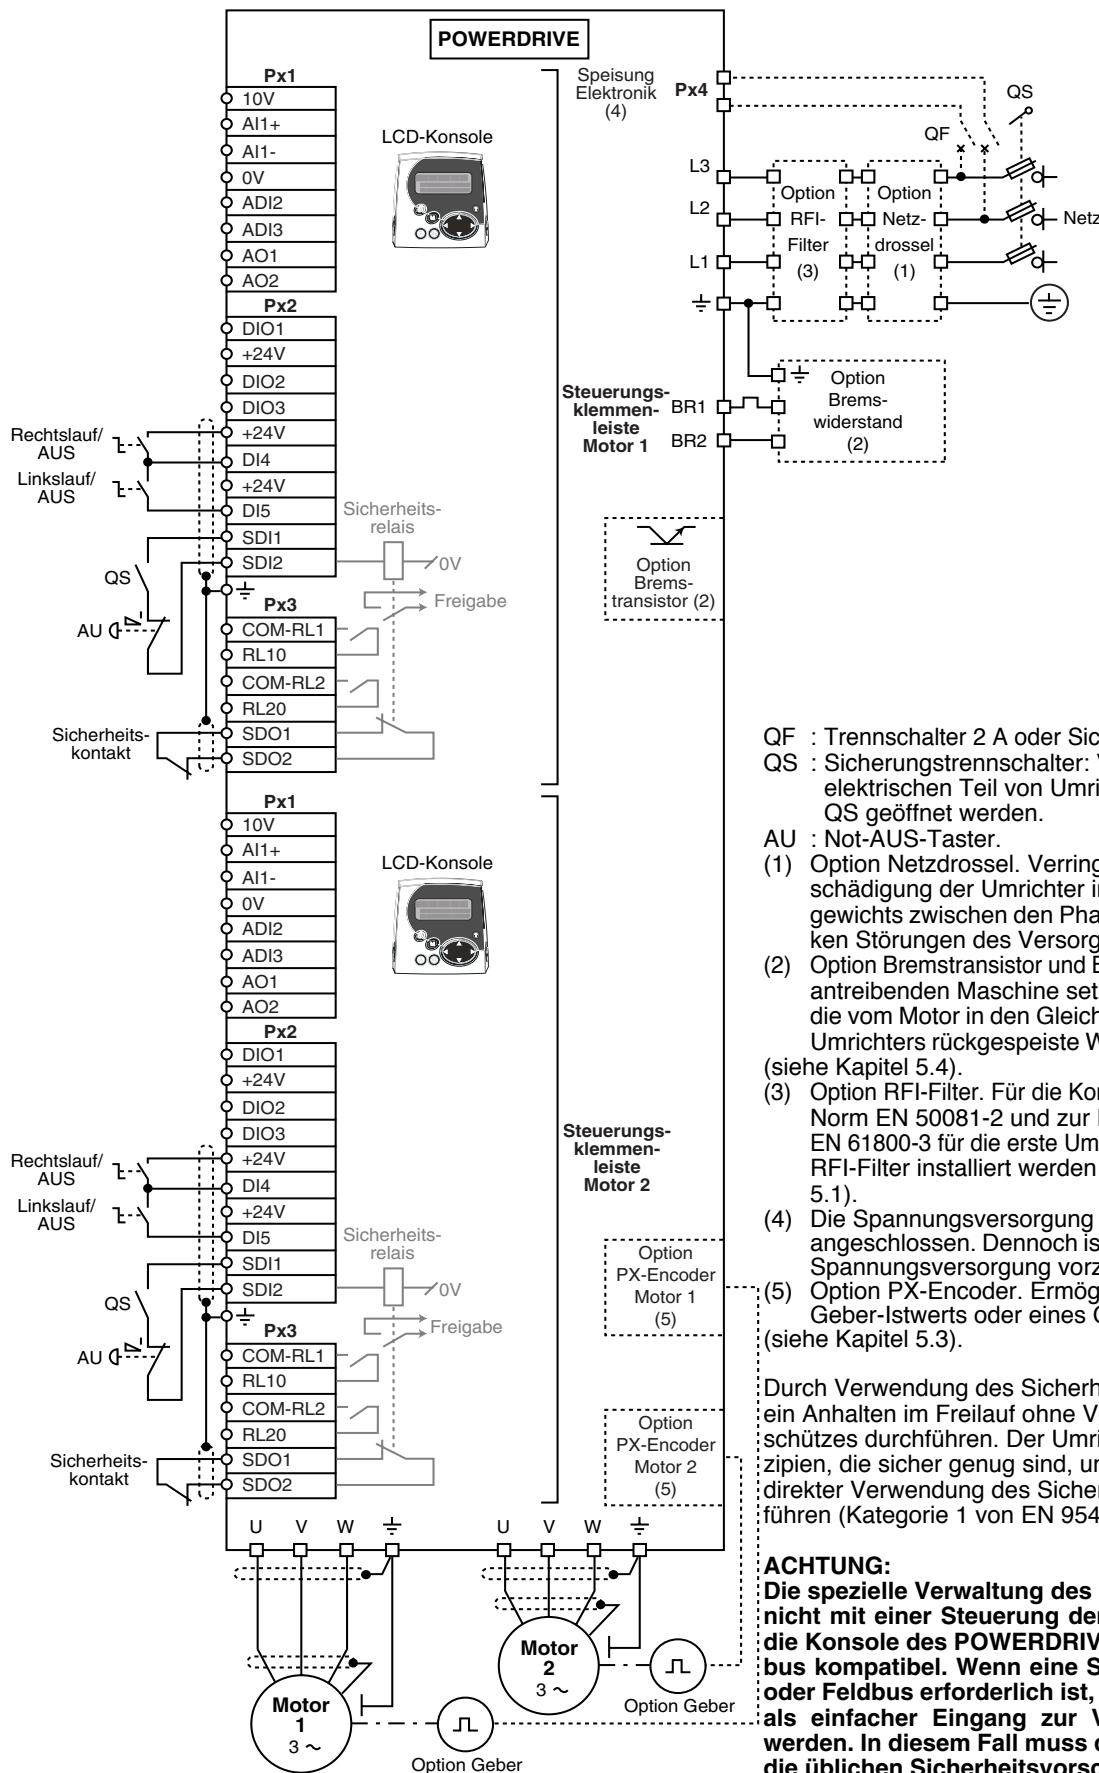 POWERDRIVE
Px1
10V
AI1+
AI1-
0V
ADI2
ADI3
AO1
AO2
LCD-Konsole
Px2
DIO1
+24V
DIO2
DIO3
+24V
DI4
+24V
DI5
SDI1
SDI2
Rechtslauf/
AUS
Linkslauf/
AUS
QS
AU
Sicherheits-
relais
0V
Freigabe
Px3
COM-RL1
RL10
COM-RL2
RL20
SDO1
SDO2
Sicherheits-
kontakt
Speisung
Elektronik
(4)
Px4
QS
QF
L3
L2
L1
Option
RFI-
Filter
(3)
Option
Netz-
drossel
(1)
Netz
Steuerungs-
klemmen-
leiste
Motor 1
BR1
BR2
Option
Brems-
widerstand
(2)
Option
Brems-
transistor (2)
Px1
10V
AI1+
AI1-
0V
ADI2
ADI3
AO1
AO2
LCD-Konsole
Px2
DIO1
+24V
DIO2
DIO3
+24V
DI4
+24V
DI5
SDI1
SDI2
Rechtslauf/
AUS
Linkslauf/
AUS
QS
AU
Sicherheits-
relais
0V
Freigabe
Px3
COM-RL1
RL10
COM-RL2
RL20
SDO1
SDO2
Sicherheits-
kontakt
Steuerungs-
klemmen-
leiste
Motor 2
Option
PX-Encoder
Motor 1
(5)
Option
PX-Encoder
Motor 2
(5)
U V W
U V W
Motor
1
3 ~
Option Geber
Motor
2
3 ~
Option Geber
QF : Trennschalter 2 A oder Sic
QS : Sicherungstrennschalter:
elektrischen Teil von Umri
QS geöffnet werden.
AU : Not-AUS-Taster.
(1) Option Netzdrossel. Verring
schädigung der Umrichter i
gewichts zwischen den Pha
ken Störungen des Versorg
(2) Option Bremstransistor und
antreibenden Maschine set
die vom Motor in den Gleich
Umrichters rückgespeiste W
(siehe Kapitel 5.4).
(3) Option RFI-Filter. Für die Kor
Norm EN 50081-2 und zur
EN 61800-3 für die erste Um
RFI-Filter installiert werden
5.1).
(4) Die Spannungsversorgung
angeschlossen. Dennoch is
Spannungsversorgung vorz
(5) Option PX-Encoder. Ermög
Geber-Istwerts oder eines
(siehe Kapitel 5.3).
Durch Verwendung des Sicherh
ein Anhalten im Freilauf ohne V
schützes durchführen. Der Umri
zipien, die sicher genug sind, u
direkter Verwendung des Sicher
führen (Kategorie 1 von EN 954
ACHTUNG:
Die spezielle Verwaltung des
nicht mit einer Steuerung der
die Konsole des POWERDRIV
bus kompatibel. Wenn eine S
oder Feldbus erforderlich ist,
als einfacher Eingang zur V
werden. In diesem Fall muss
die üblichen Sicherheitsvorsc